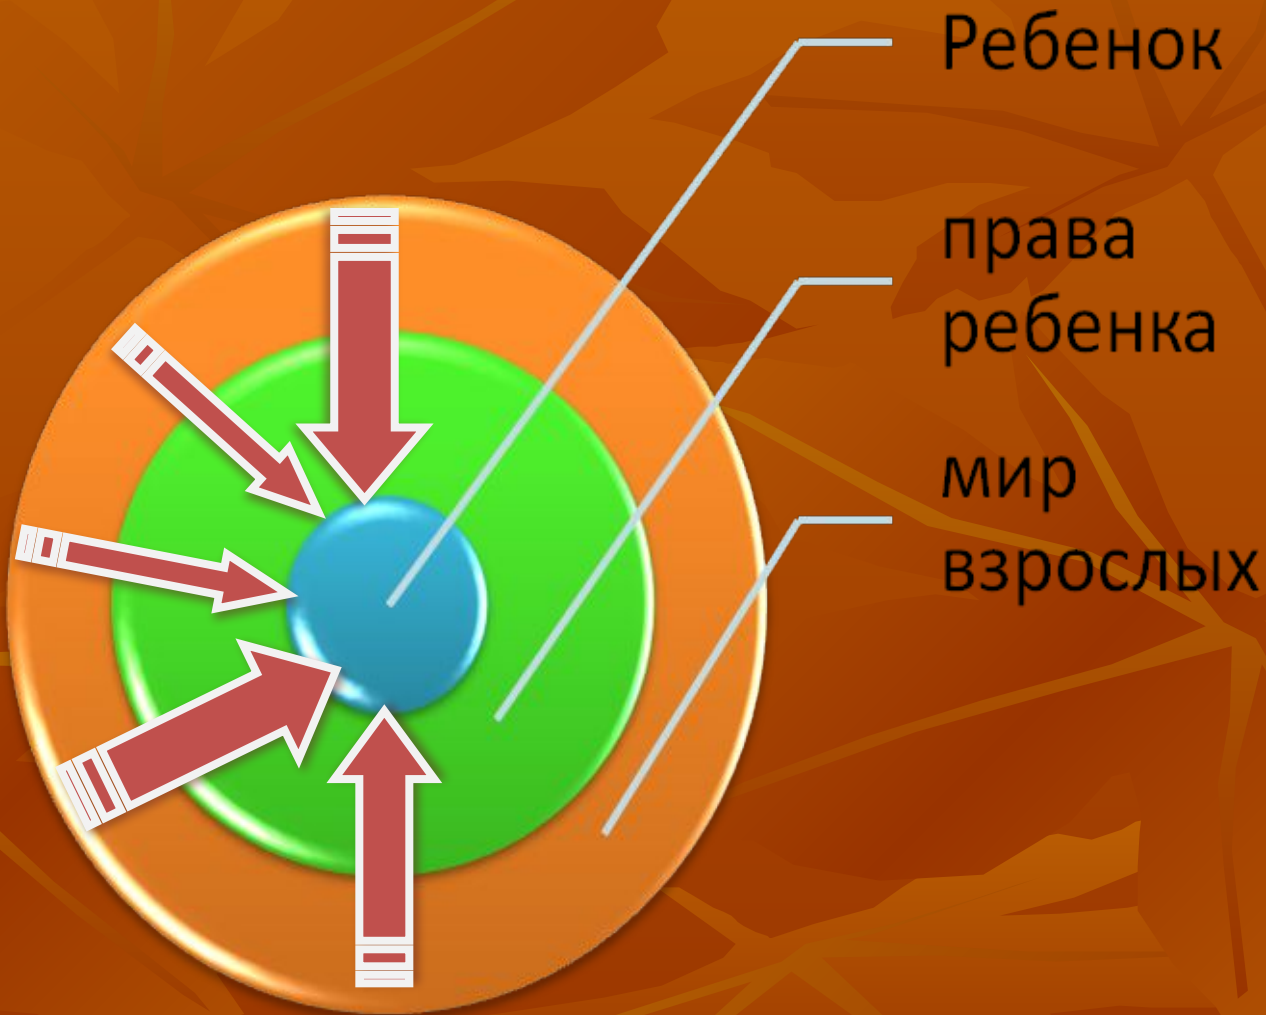 Ребенок
права
ребенка
мир
взрослых